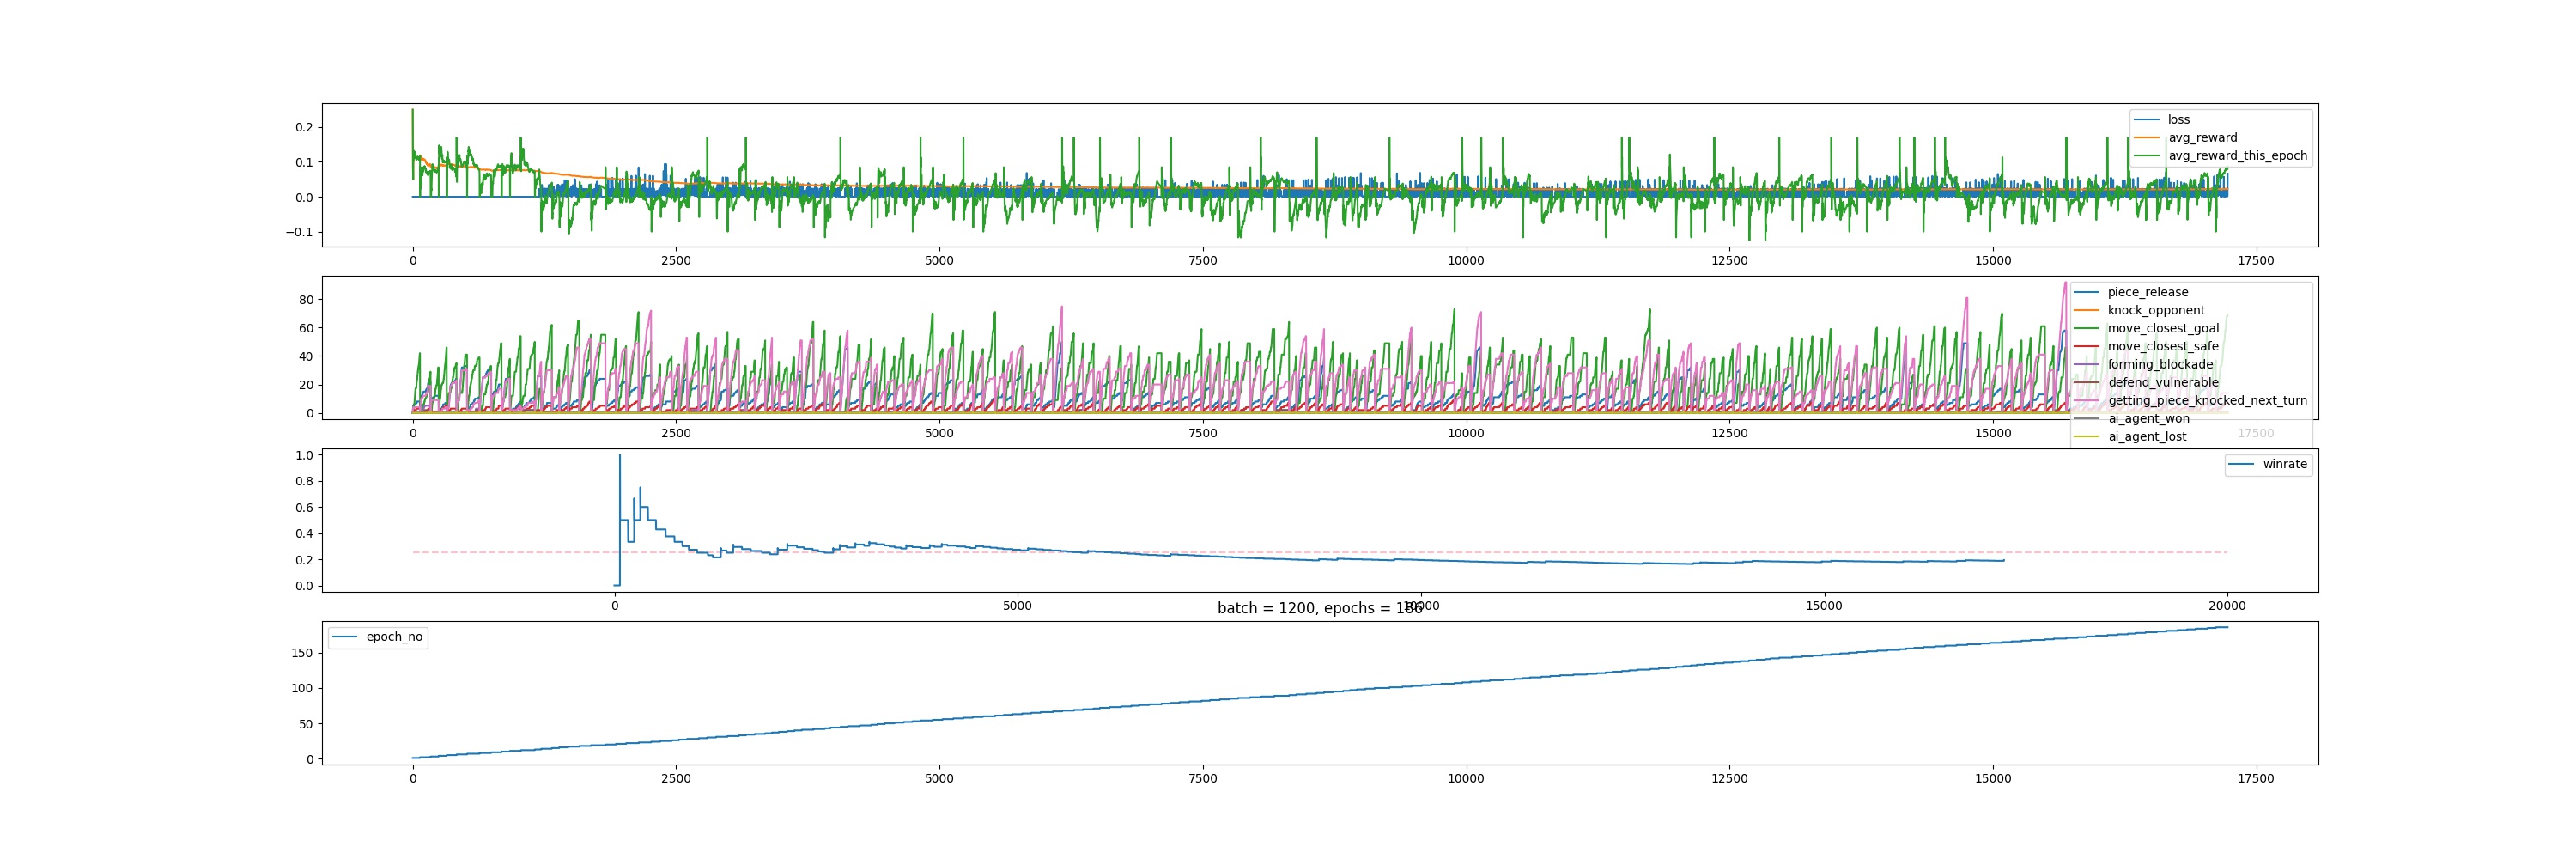 0.2
0.1
0.0
−0.1
loss
avg_reward
avg_reward_this_epoch
0 2500 5000 7500 10000 12500 15000 17500
80
60
40
20
0
piece_release
knock_opponent
move_closest_goal
move_closest_safe
forming_blockade
defend_vulnerable
getting_piece_knocked_next_turn
ai_agent_won
ai_agent_lost
0 2500 5000 7500 10000 12500 15000 17500
1.0
0.8
0.6
0.4
0.2
0.0
winrate
0 5000 10000 15000 20000
batch = 1200, epochs = 186
150
100
50
0
epoch_no
0 2500 5000 7500 10000 12500 15000 17500